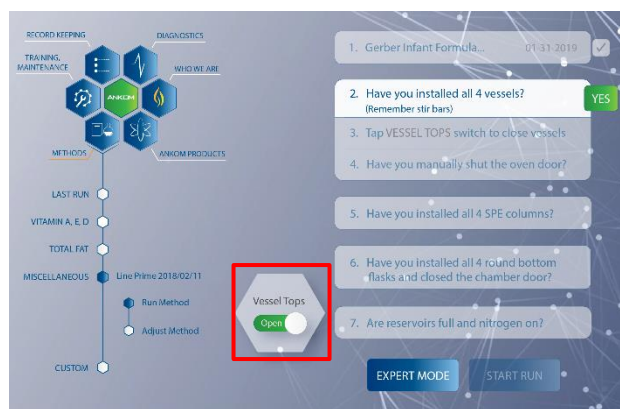 RECORD KEEPING
DIAGNOSTICS
TRAINING,
MAINTENANCE
WHO WE ARE
ANKOM
METHODS
ANKOM PRODUCTS
LAST RUN
VITAMIN A, E, D
TOTAL FAT
MISCELLANEOUS
Line Prime 2018/02/11
Run Method
Adjust Method
CUSTOM
Vessel Tops
Open
1. Gerber Infant Formula... 01-31-2019
2. Have you installed all 4 vessels?
(Remember stir bars)
YES
3. Tap VESSEL TOPS switch to close vessels
4. Have you manually shut the oven door?
5. Have you installed all 4 SPE columns?
6. Have you installed all 4 round bottom
flasks and closed the chamber door?
7. Are reservoirs full and nitrogen on?
EXPERT MODE
START RUN